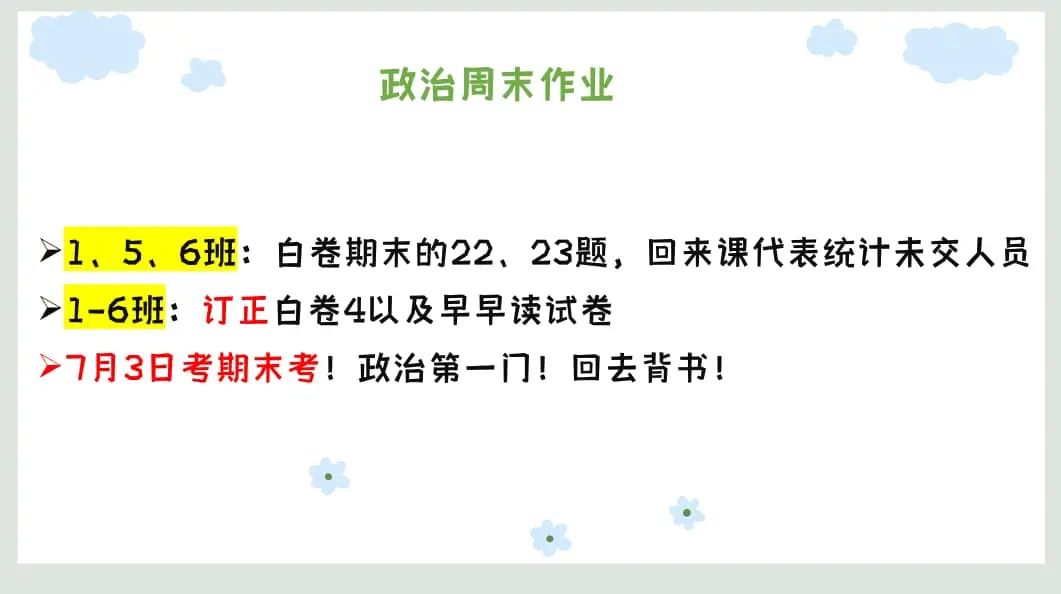 政治周末作业
1、5、6班：白卷期末的22、23题，回来课代表统计未交人员
1-6班：订正白卷4以及早早读试卷
7月3日考期末考！政治第一门！回去背书！